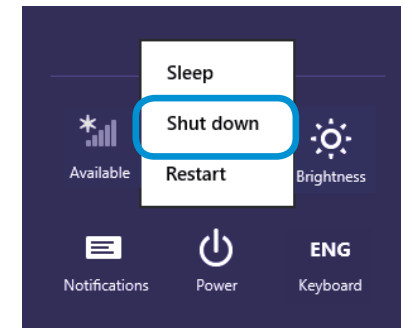 Sleep
Shut down
Restart
Available
Brightness
Notifications
Power
ENG
Keyboard